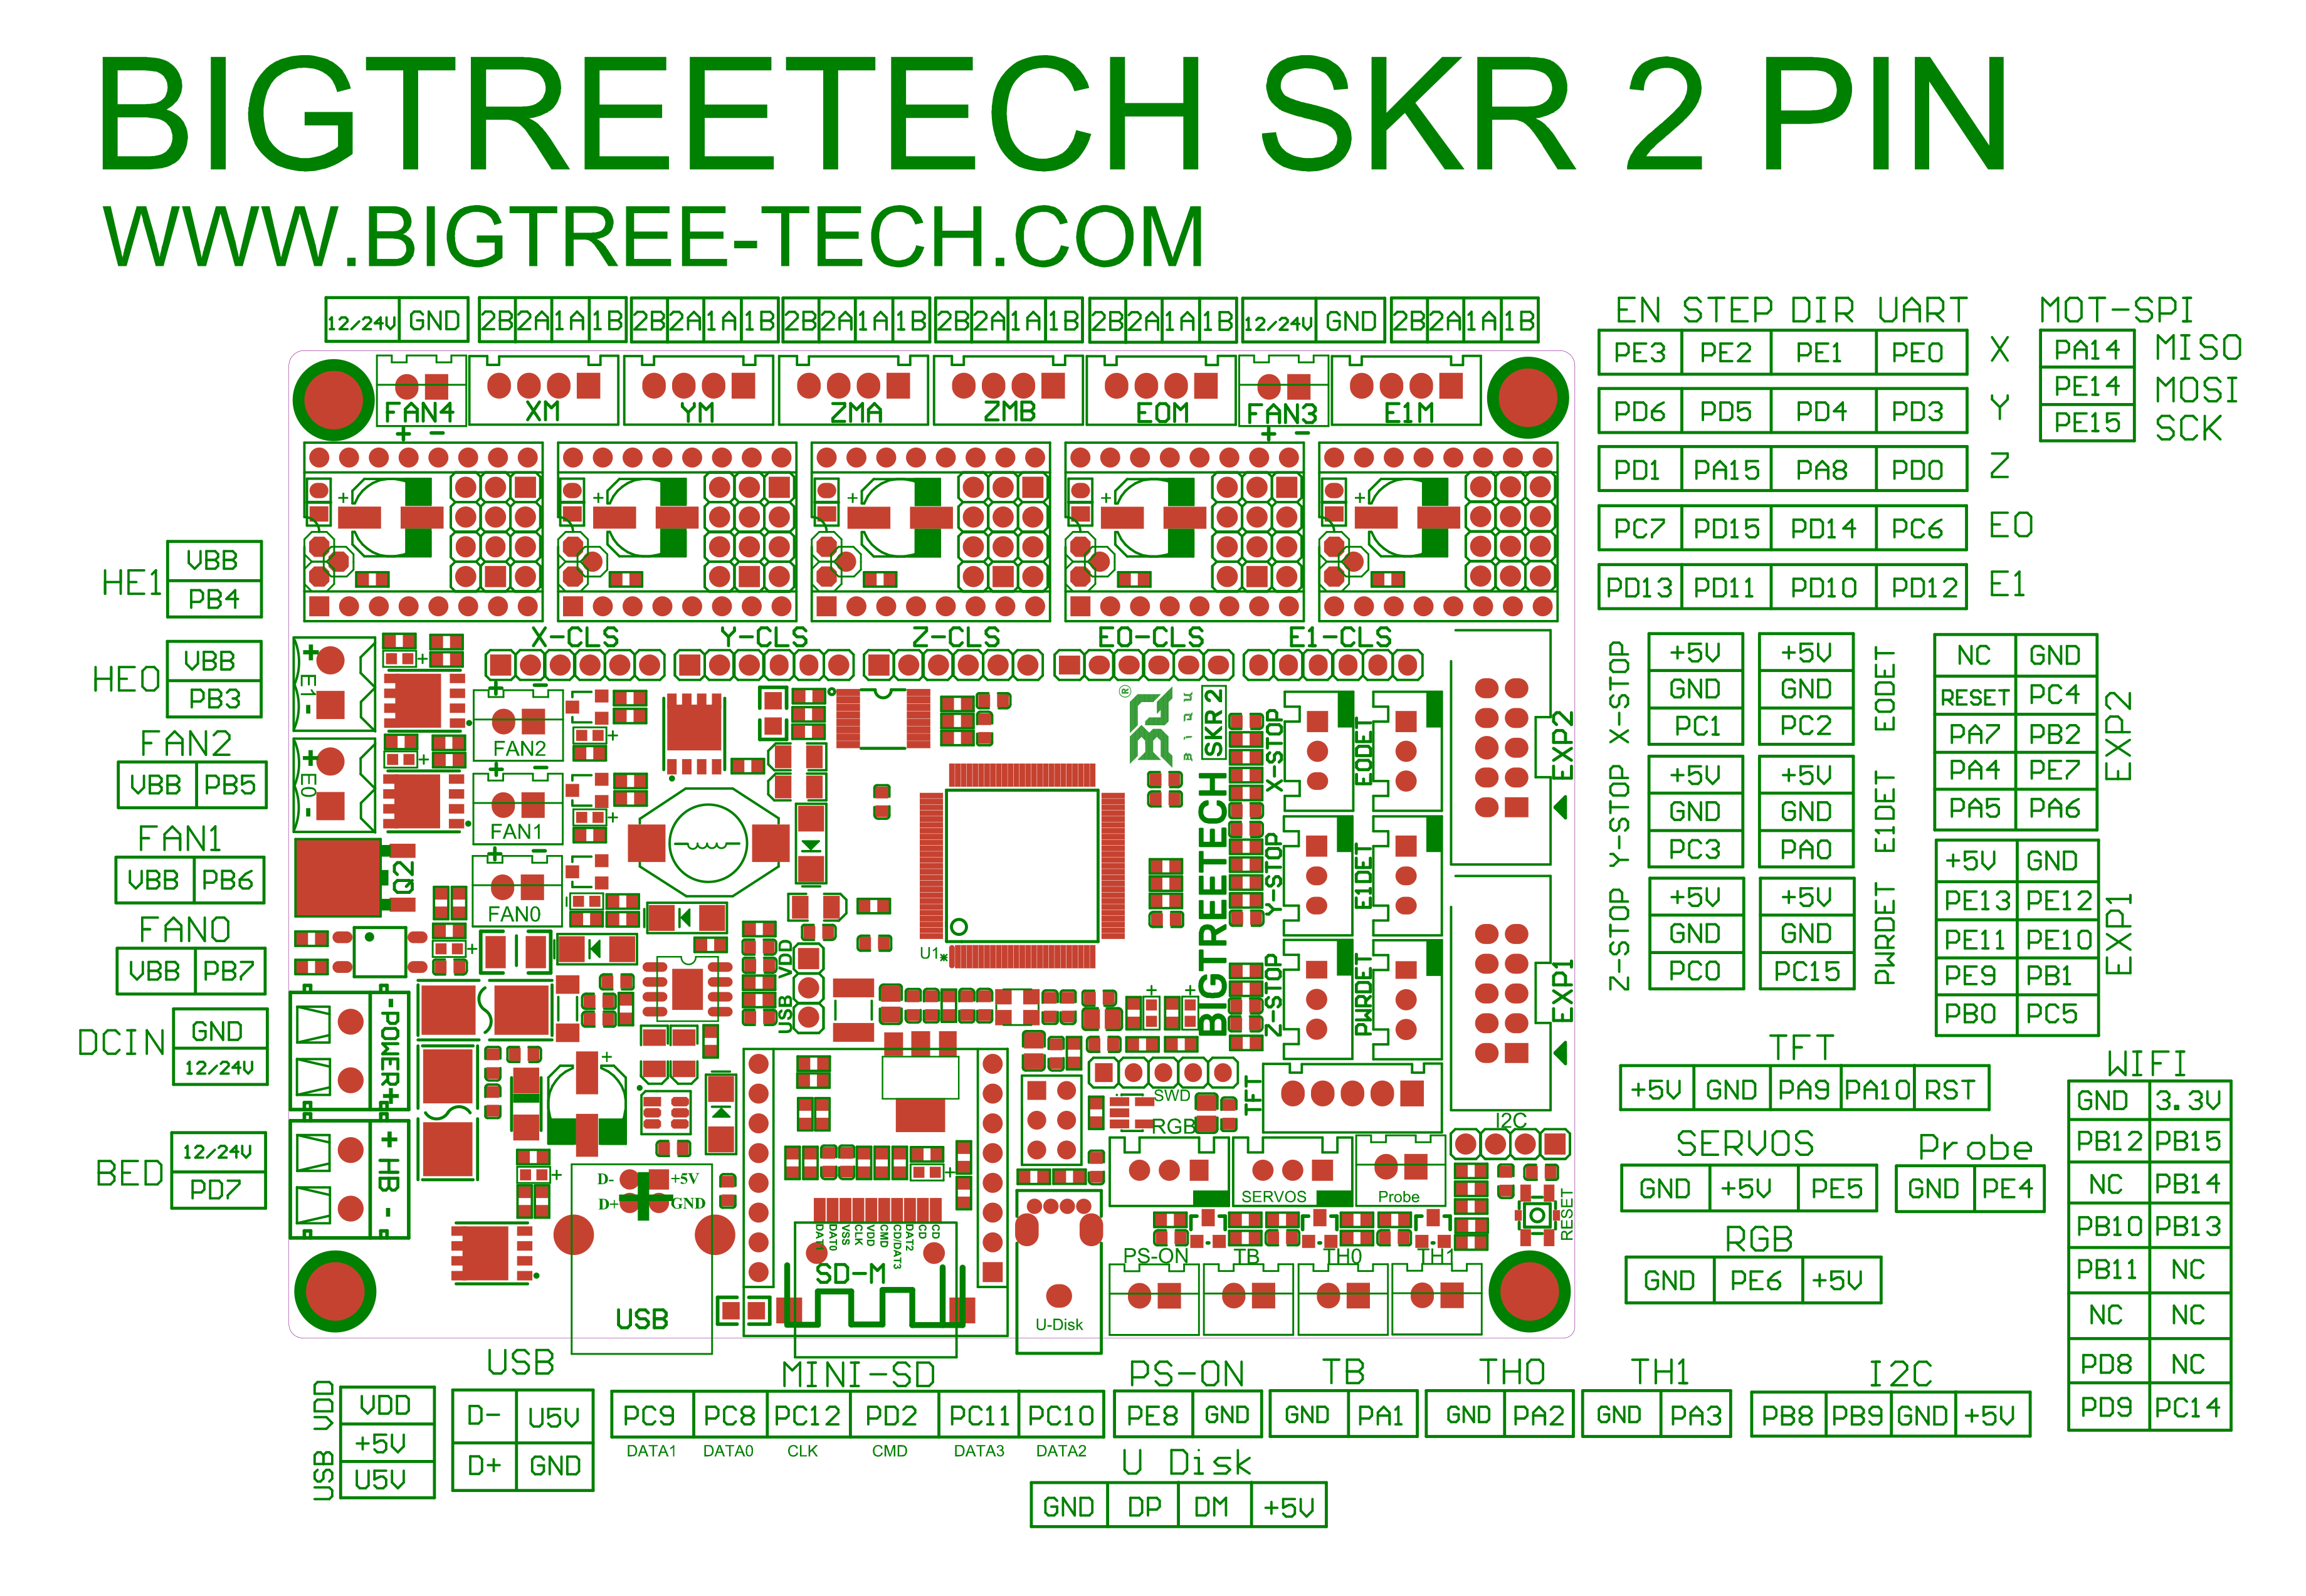 BIGTREETECH SKR 2 PIN
WWW.BIGTREE-TECH.COM
12/24V GND 2B 2A 1A 1B 2B 2A 1A 1B 2B 2A 1A 1B 2B 2A 1A 1B 2B 2A 1A 1B 12/24V GND 2B 2A 1A 1B
FAN4 XM YM ZMA ZMB E0M FAN3 E1M
+ - + -
+ + + + +
X-CLS Y-CLS Z-CLS E0-CLS E1-CLS
EN STEP DIR UART
PE3 PE2 PE1 PE0 X
PD6 PD5 PD4 PD3 Y
PD1 PA15 PA8 PD0 Z
PC7 PD15 PD14 PC6 E0
PD13 PD11 PD10 PD12 E1
MOT-SPI
PA14 MISO
PE14 MOSI
PE15 SCK
HE1
VBB
PB4
HE0
VBB
PB3
FAN2
VBB PB5
FAN1
VBB PB6
FAN0
VBB PB7
DCIN
GND
12/24V
BED
12/24V
PD7
+ E1 -
+ E0 -
+ -
FAN2
+ -
FAN1
+ -
FAN0
Q2
-POWER+
+ HB -
USB VDD
U1
®
BIQU
SKR 2
BIGTREETECH
X-STOP
Y-STOP
Z-STOP
E0DET
E1DET
PWRDET
EXP2
EXP1
TFT
SWD
RGB
I2C
SERVOS
Probe
RESET
PS-ON TB TH0 TH1
D- +5V
D+ GND
USB
DAT1
DAT0
VSS
CLK
VDD
CMD
CD/DAT3
DAT2
CD
CD
SD-M
U-Disk
X-STOP
+5V
GND
PC1
E0DET
+5V
GND
PC2
Y-STOP
+5V
GND
PC3
E1DET
+5V
GND
PA0
Z-STOP
+5V
GND
PC0
PWRDET
+5V
GND
PC15
EXP2
NC GND
RESET PC4
PA7 PB2
PA4 PE7
PA5 PA6
EXP1
+5V GND
PE13 PE12
PE11 PE10
PE9 PB1
PB0 PC5
TFT
+5V GND PA9 PA10 RST
SERVOS
GND +5V PE5
Probe
GND PE4
RGB
GND PE6 +5V
WIFI
GND 3.3V
PB12 PB15
NC PB14
PB10 PB13
PB11 NC
NC NC
PD8 NC
PD9 PC14
USB VDD
VDD
+5V
U5V
USB
D- U5V
D+ GND
MINI-SD
PC9 PC8 PC12 PD2 PC11 PC10
DATA1 DATA0 CLK CMD DATA3 DATA2
PS-ON
PE8 GND
TB
GND PA1
TH0
GND PA2
TH1
GND PA3
I2C
PB8 PB9 GND +5V
U Disk
GND DP DM +5V